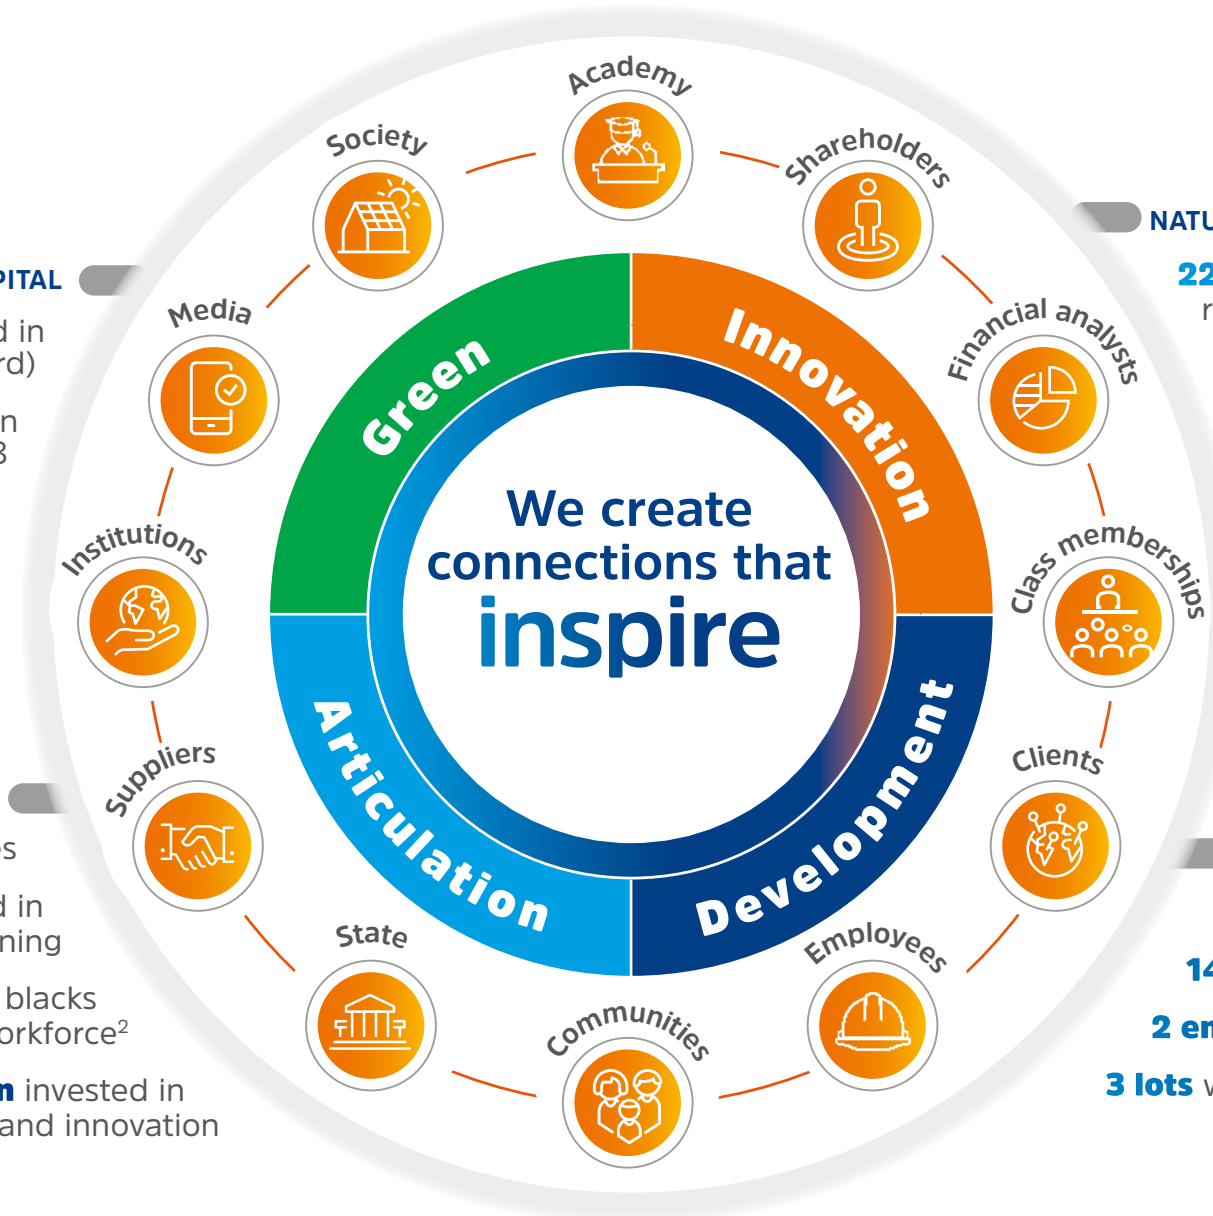 Academy
Society
Shareholders
Media
Financial analysts
Institutions
Class memberships
Suppliers
Clients
State
Employees
Communities
Green
Innovation
Articulation
Development
We create
connections that
inspire
PITAL
d in
rd)
n
3
es
d in
ning
blacks
orkforce²
n invested in
and innovation
NATU
22
r
14
2 en
3 lots w